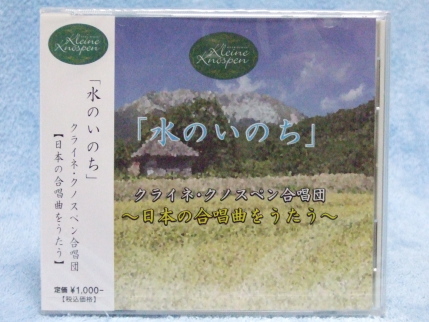 Kleine
Knospen
「水のいのち」
クライネ・クノスペン合唱団
【日本の合唱曲をうたう】
定価 ¥1,000-
【税込価格】
Kleine
Knospen
「水のいのち」
クライネ・クノスペン合唱団
～日本の合唱曲をうたう～